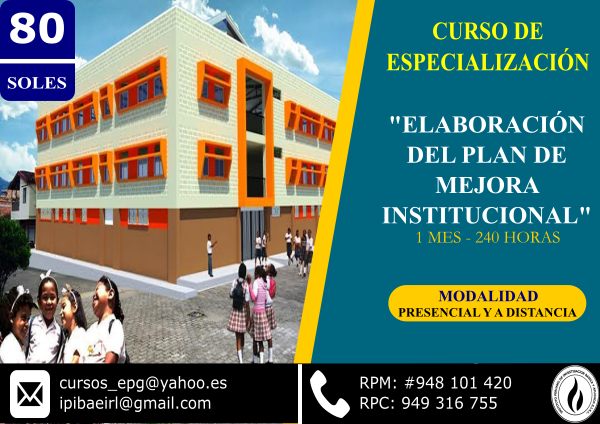 80
SOLES
CURSO DE
ESPECIALIZACIÓN
"ELABORACIÓN
DEL PLAN DE
MEJORA
INSTITUCIONAL"
1 MES - 240 HORAS
MODALIDAD
PRESENCIAL Y A DISTANCIA
cursos_epg@yahoo.es
ipibaeirl@gmail.com
RPM: #948 101 420
RPC: 949 316 755